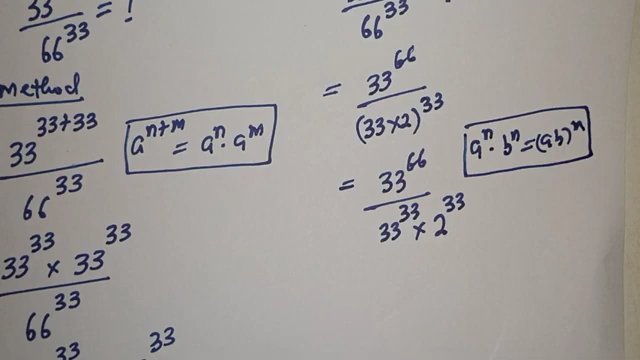 33
66^33 = !
Method
33^(33+33)
66^33
a^(n+m) = a^n · a^m
33^33 × 33^33
66^33
33
33
66^33
= 33^66
(33×2)^33
= 33^66
33^33 × 2^33
a^n · b^n = (ab)^n